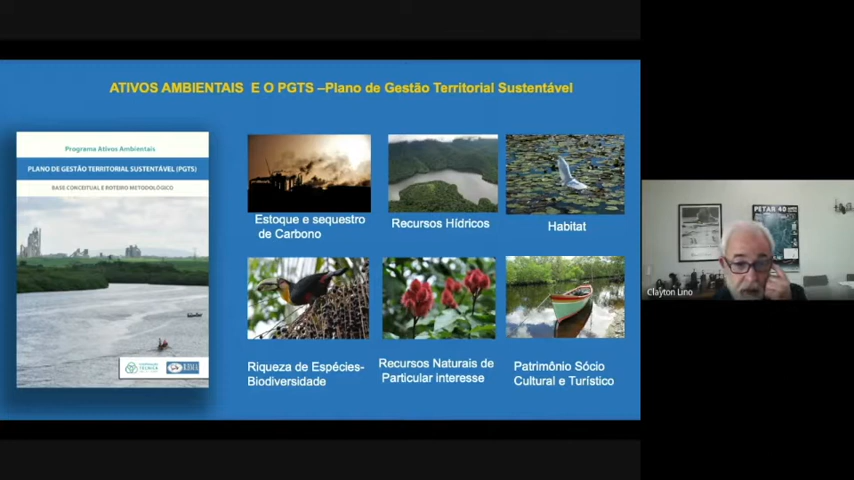 ATIVOS AMBIENTAIS E O PGTS –Plano de Gestão Territorial Sustentável
Programa Ativos Ambientais
PLANO DE GESTÃO TERRITORIAL SUSTENTÁVEL (PGTS)
BASE CONCEITUAL E ROTEIRO METODOLÓGICO
Estoque e sequestro
de Carbono
Recursos Hídricos
Habitat
Riqueza de Espécies-
Biodiversidade
Recursos Naturais de
Particular interesse
Patrimônio Sócio
Cultural e Turístico
PETAR 40
Clayton Lino